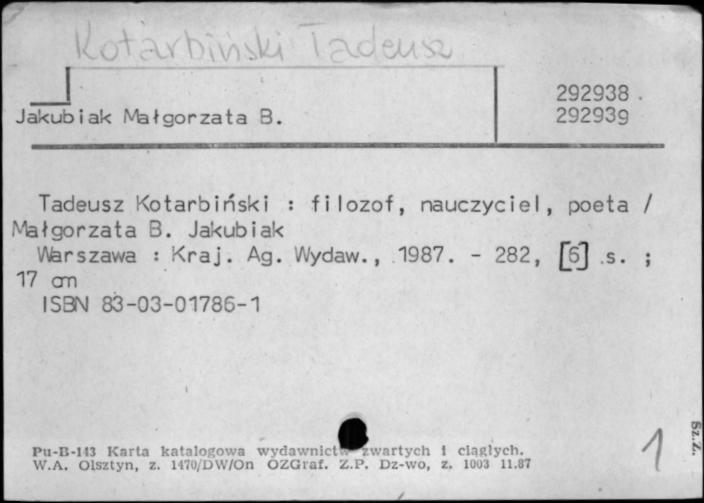 Kotarbiński Tadeusz
292938
Jakubiak Małgorzata B.
292939
Tadeusz Kotarbiński : filozof, nauczyciel, poeta /
Małgorzata B. Jakubiak
Warszawa : Kraj. Ag. Wydaw., 1987. - 282, [6] s. ;
17 cm
ISBN 83-03-01786-1
Pu-B-143 Karta katalogowa wydawnictw zwartych i ciągłych.
W.A. Olsztyn, z. 1470/DW/On OZGraf. Z.P. Dz-wo, z. 1003 11.87
1
Sz.Z.